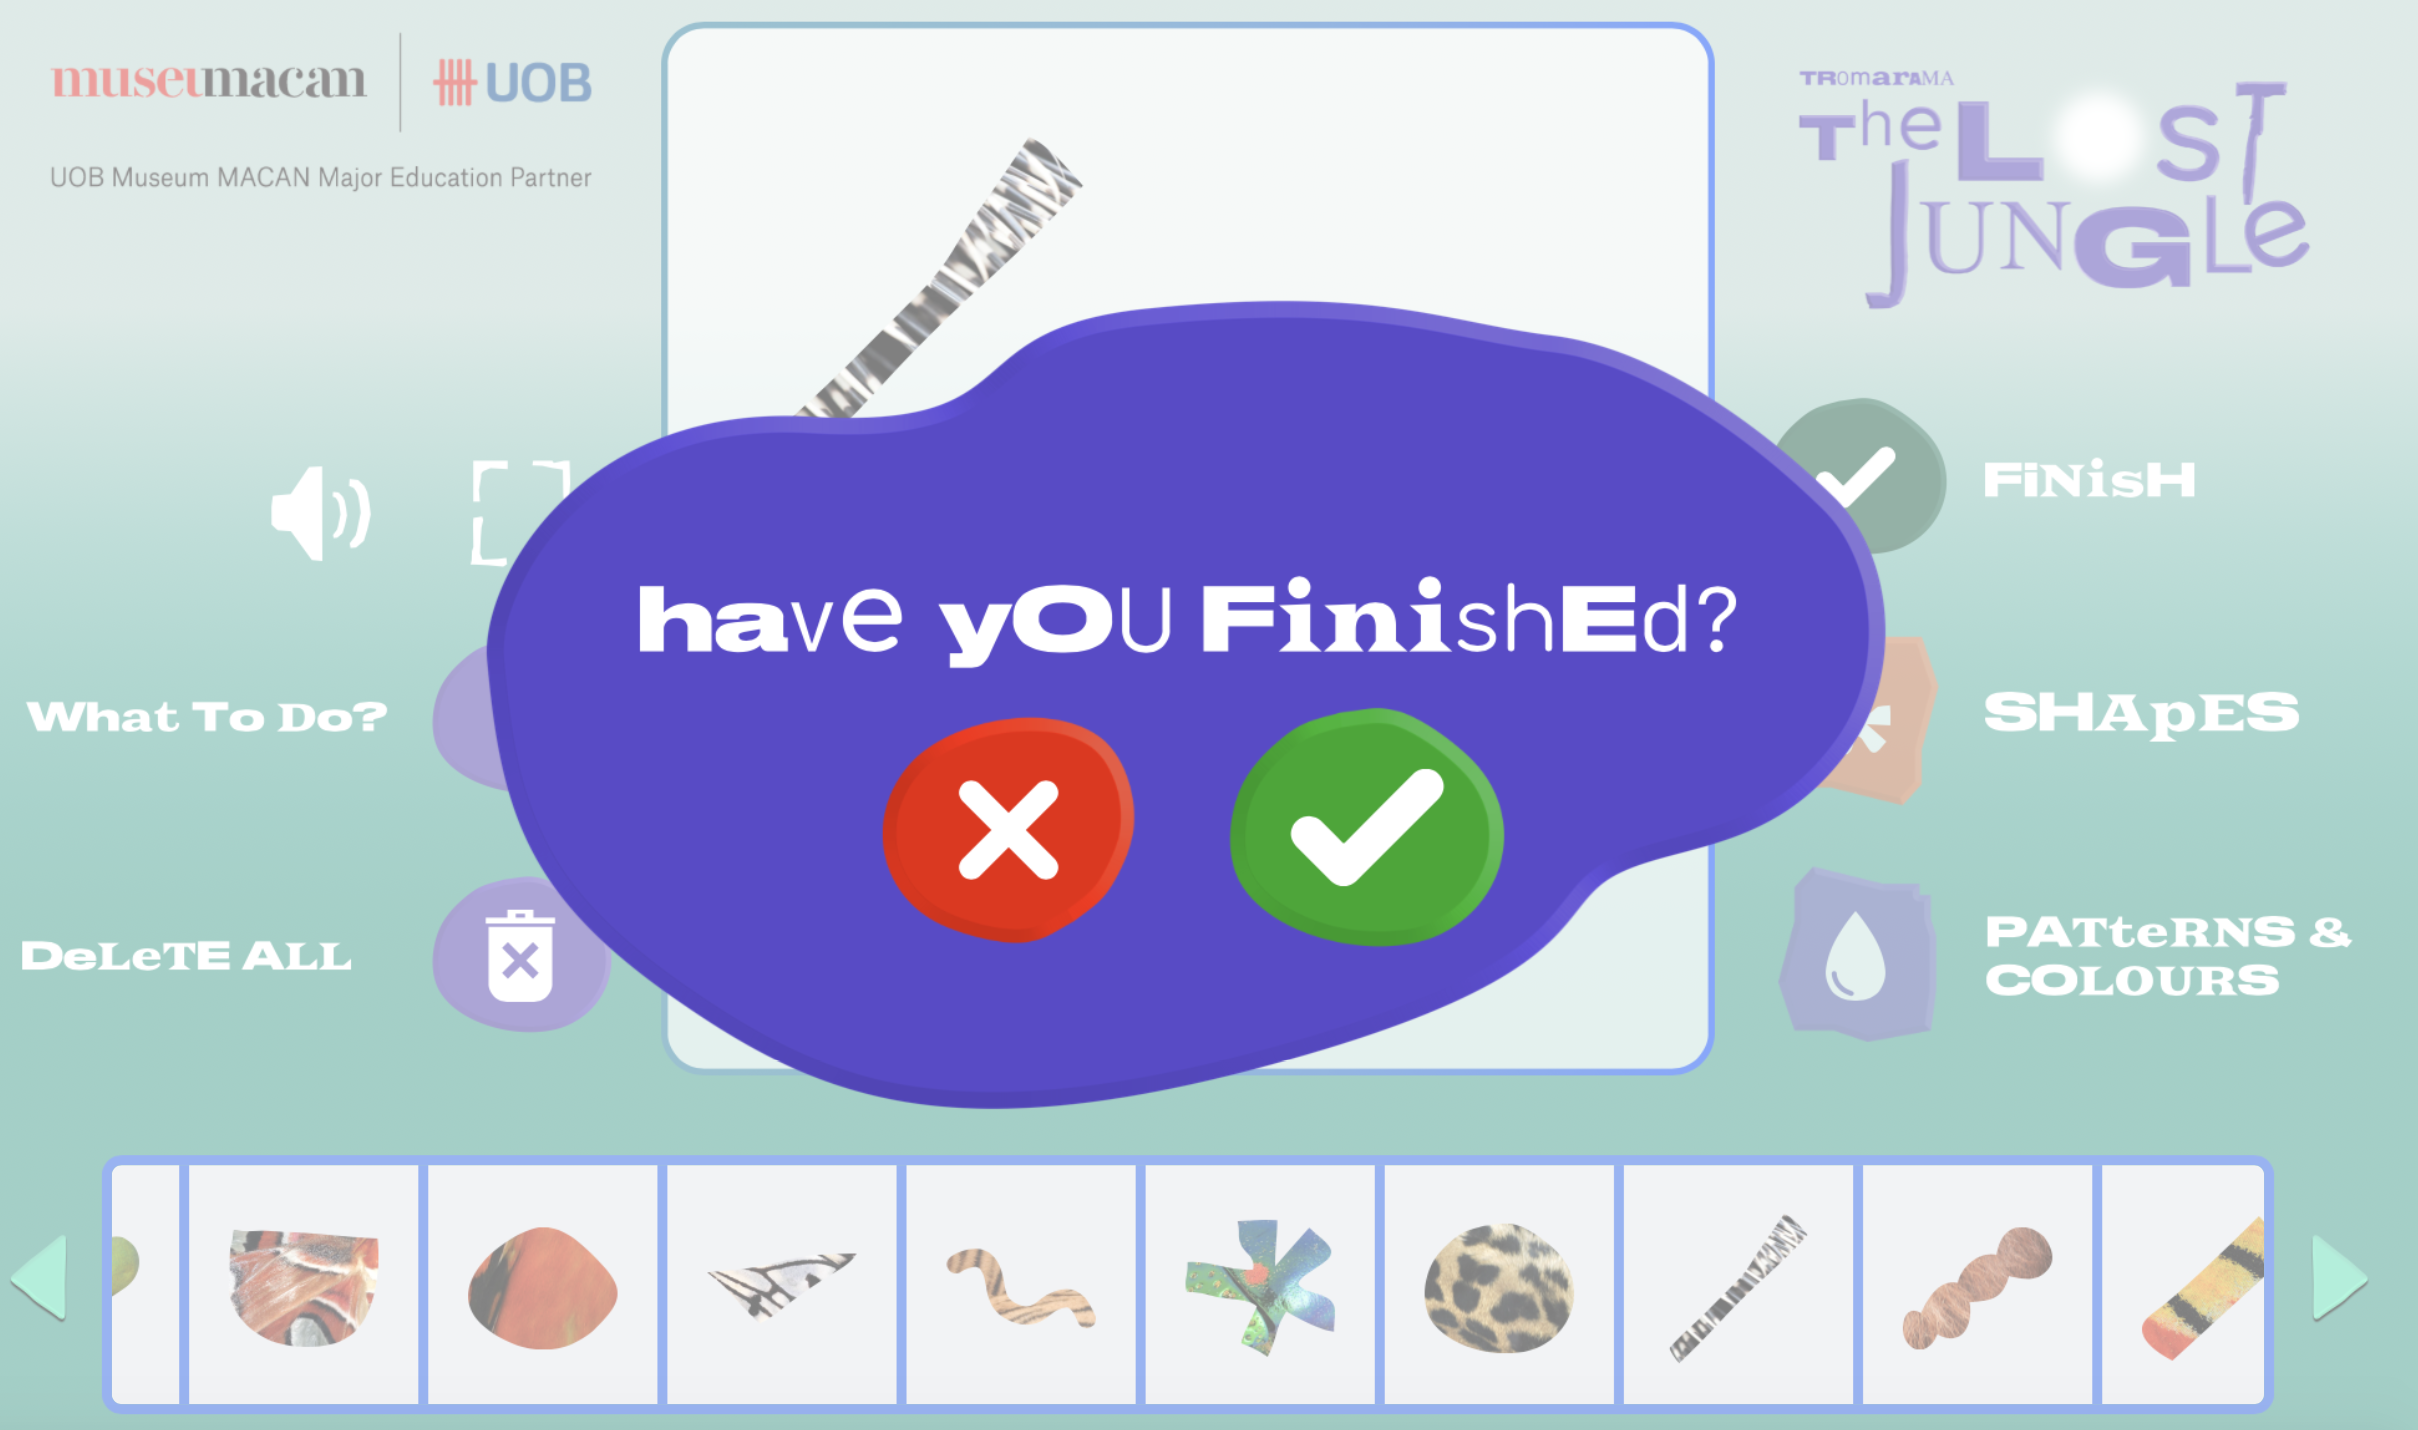 museumacan
UOB
UOB Museum MACAN Major Education Partner
TROmarAMA
The LOST
JUNGLe
FiNisH
have yOU FinishEd?
What To Do?
SHApES
DeLeTE ALL
PATteRNS &
COLOURS